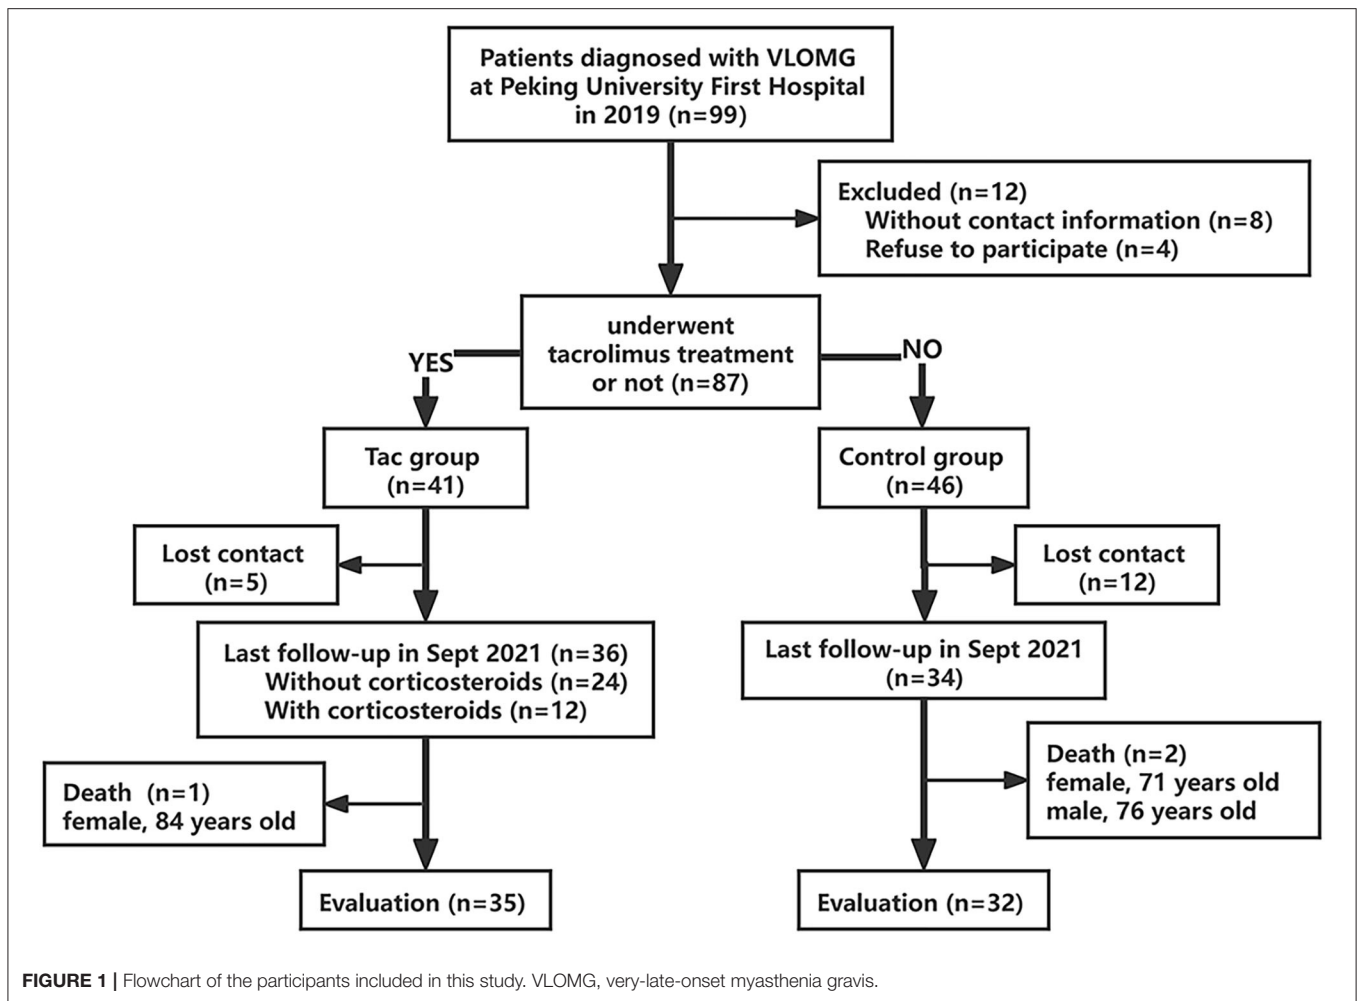 Patients diagnosed with VLOMG
at Peking University First Hospital
in 2019 (n=99)
Excluded (n=12)
Without contact information (n=8)
Refuse to participate (n=4)
underwent
tacrolimus treatment
or not (n=87)
YES
NO
Tac group
(n=41)
Control group
(n=46)
Lost contact
(n=5)
Lost contact
(n=12)
Last follow-up in Sept 2021 (n=36)
Without corticosteroids (n=24)
With corticosteroids (n=12)
Last follow-up in Sept 2021
(n=34)
Death (n=1)
female, 84 years old
Death (n=2)
female, 71 years old
male, 76 years old
Evaluation (n=35)
Evaluation (n=32)
FIGURE 1 | Flowchart of the participants included in this study. VLOMG, very-late-onset myasthenia gravis.